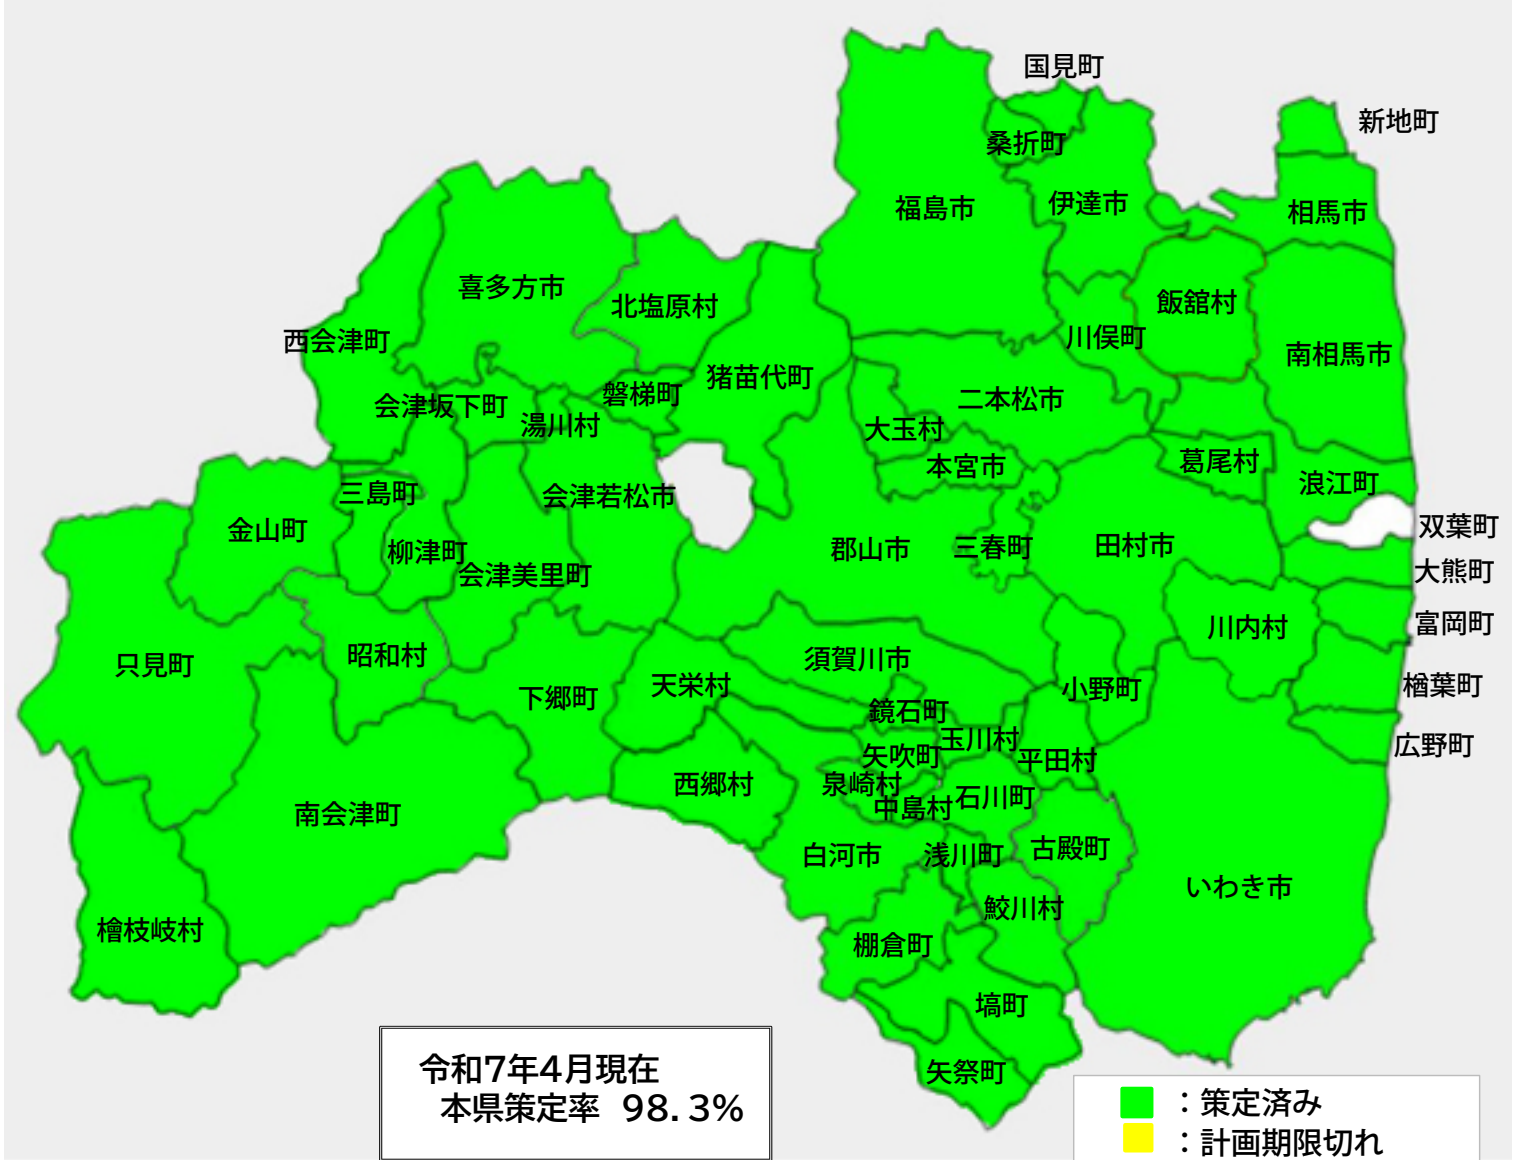 国見町
新地町
桑折町
福島市
伊達市
相馬市
喜多方市
北塩原村
飯舘村
西会津町
川俣町
南相馬市
猪苗代町
磐梯町
二本松市
会津坂下町
湯川村
大玉村
本宮市
葛尾村
浪江町
三島町
会津若松市
金山町
双葉町
柳津町
郡山市
三春町
田村市
会津美里町
大熊町
川内村
富岡町
只見町
昭和村
須賀川市
天栄村
下郷町
小野町
楢葉町
鏡石町
玉川村
広野町
矢吹町
平田村
西郷村
泉崎村
石川町
中島村
南会津町
白河市
浅川町
古殿町
いわき市
鮫川村
檜枝岐村
棚倉町
塙町
矢祭町
令和7年4月現在
本県策定率 98.3%
：策定済み
：計画期限切れ